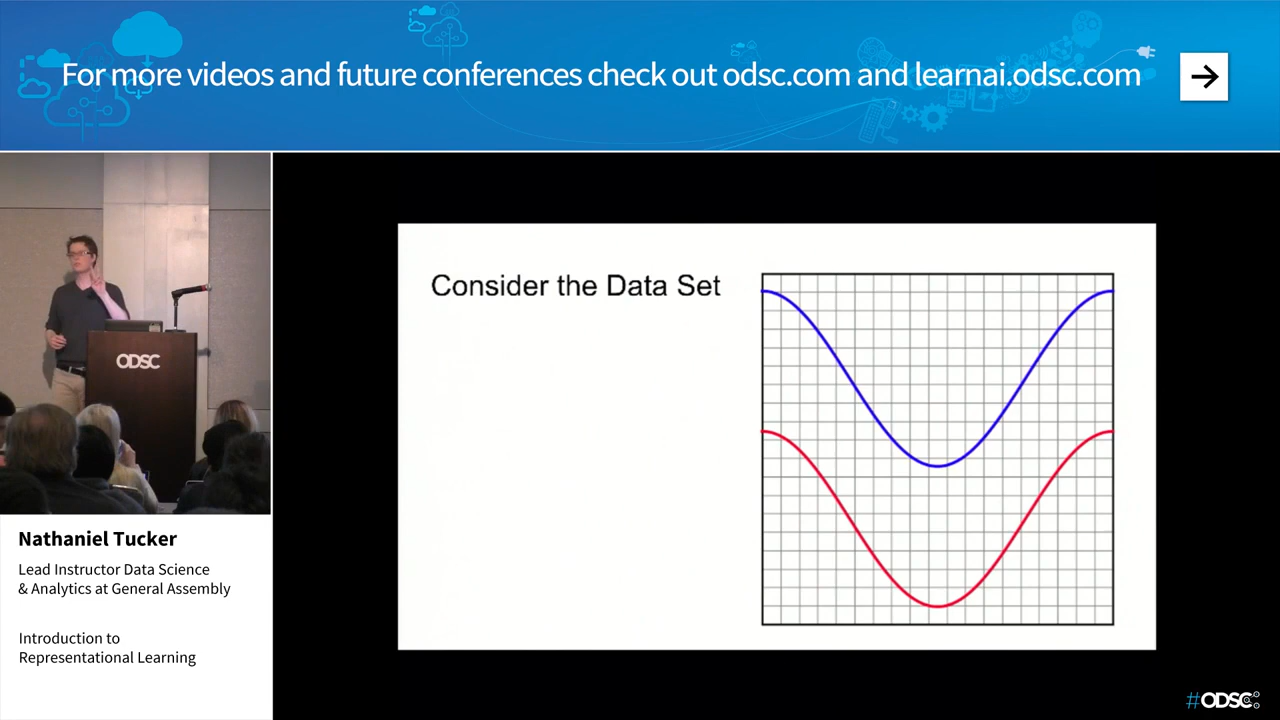 For more videos and future conferences check out odsc.com and learnai.odsc.com
ODSC
Consider the Data Set
Nathaniel Tucker
Lead Instructor Data Science
& Analytics at General Assembly
Introduction to
Representational Learning
#ODSC